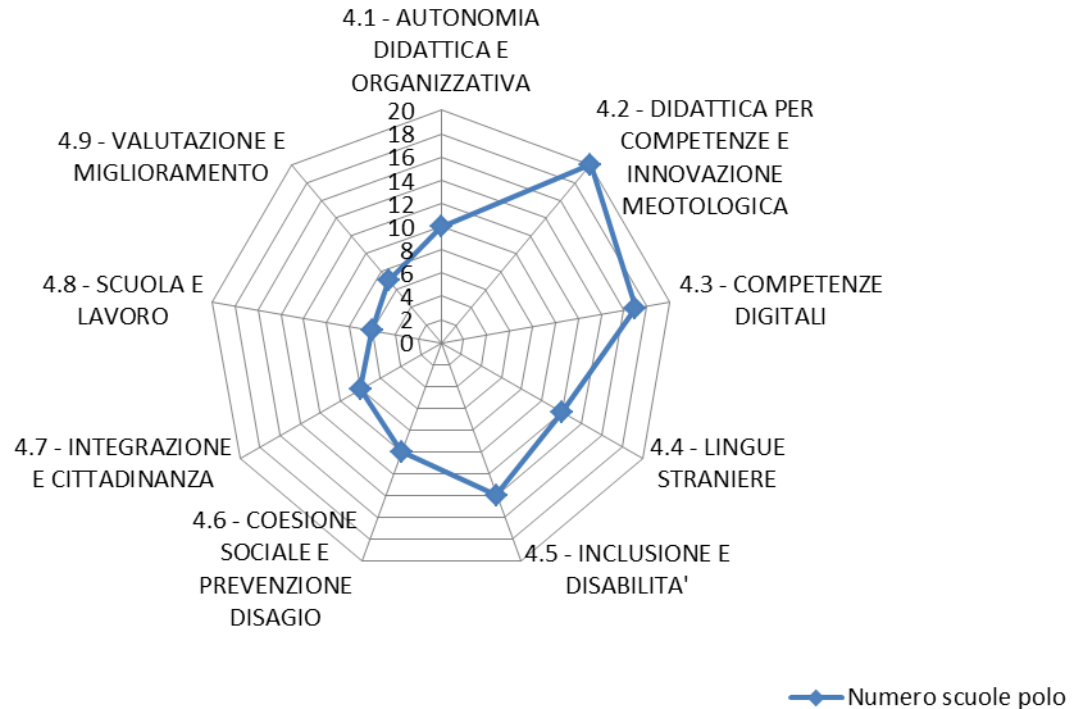 4.1 - AUTONOMIA
DIDATTICA E
ORGANIZZATIVA
4.2 - DIDATTICA PER
COMPETENZE E
INNOVAZIONE
MEOTOLOGICA
4.3 - COMPETENZE
DIGITALI
4.4 - LINGUE
STRANIERE
4.5 - INCLUSIONE E
DISABILITA'
4.6 - COESIONE
SOCIALE E
PREVENZIONE
DISAGIO
4.7 - INTEGRAZIONE
E CITTADINANZA
4.8 - SCUOLA E
LAVORO
4.9 - VALUTAZIONE E
MIGLIORAMENTO
20
18
16
14
12
10
8
6
4
2
0
Numero scuole polo